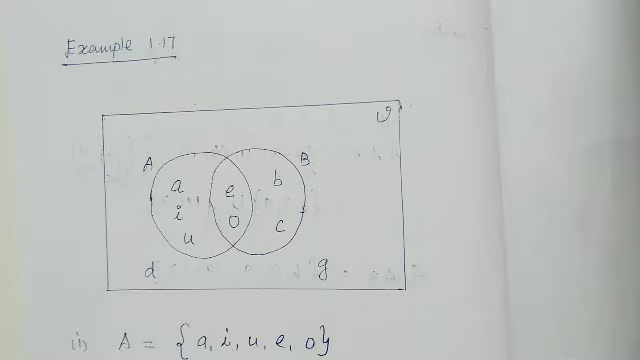 Example 1.17
U
A
B
a
e
b
i
o
c
u
d
g
(i) A = {a, i, u, e, o}